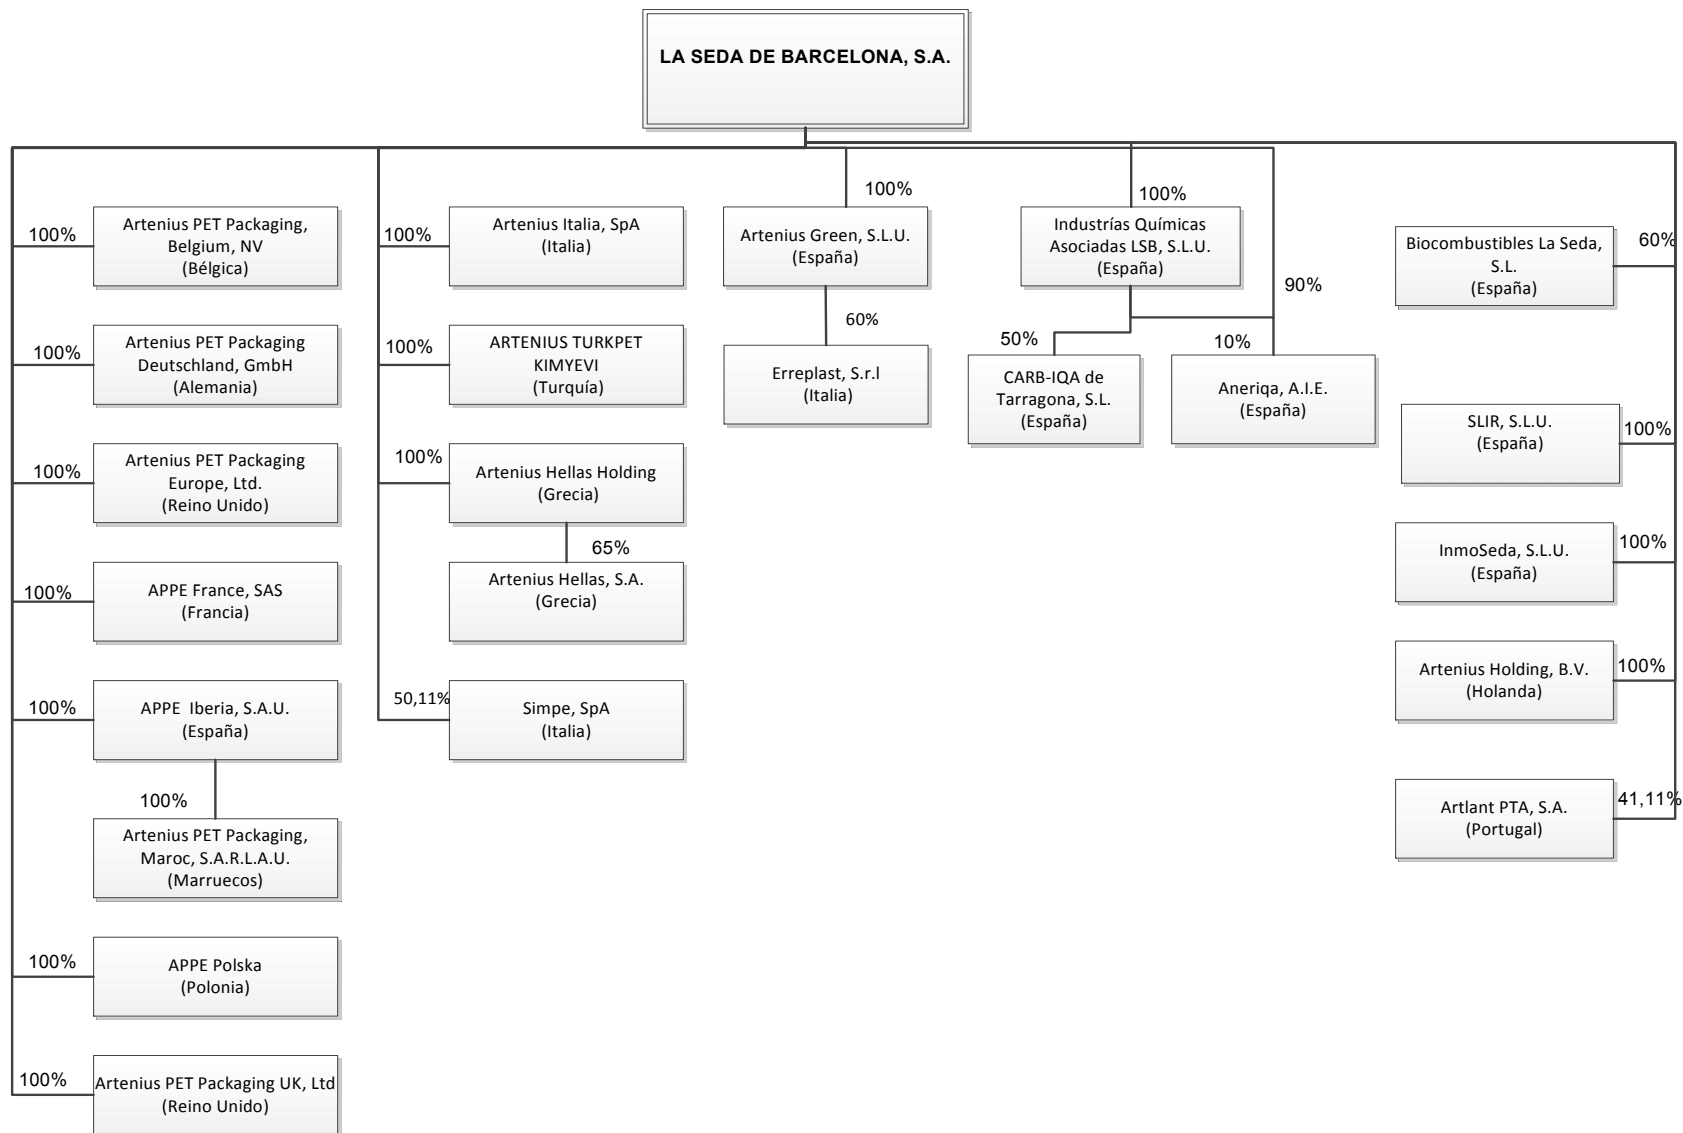 LA SEDA DE BARCELONA, S.A.
100%
Artenius PET Packaging,
Belgium, NV
(Bélgica)
100%
Artenius PET Packaging
Deutschland, GmbH
(Alemania)
100%
Artenius PET Packaging
Europe, Ltd.
(Reino Unido)
100%
APPE France, SAS
(Francia)
100%
APPE Iberia, S.A.U.
(España)
100%
Artenius PET Packaging,
Maroc, S.A.R.L.A.U.
(Marruecos)
100%
APPE Polska
(Polonia)
100%
Artenius PET Packaging UK, Ltd
(Reino Unido)
100%
Artenius Italia, SpA
(Italia)
100%
ARTENIUS TURKPET
KIMYEVI
(Turquía)
100%
Artenius Hellas Holding
(Grecia)
65%
Artenius Hellas, S.A.
(Grecia)
50,11%
Simpe, SpA
(Italia)
100%
Artenius Green, S.L.U.
(España)
60%
Erreplast, S.r.l
(Italia)
100%
Industrías Químicas
Asociadas LSB, S.L.U.
(España)
90%
50%
CARB-IQA de
Tarragona, S.L.
(España)
10%
Aneriqa, A.I.E.
(España)
Biocombustibles La Seda,
S.L.
(España)
60%
SLIR, S.L.U.
(España)
100%
InmoSeda, S.L.U.
(España)
100%
Artenius Holding, B.V.
(Holanda)
100%
Artlant PTA, S.A.
(Portugal)
41,11%